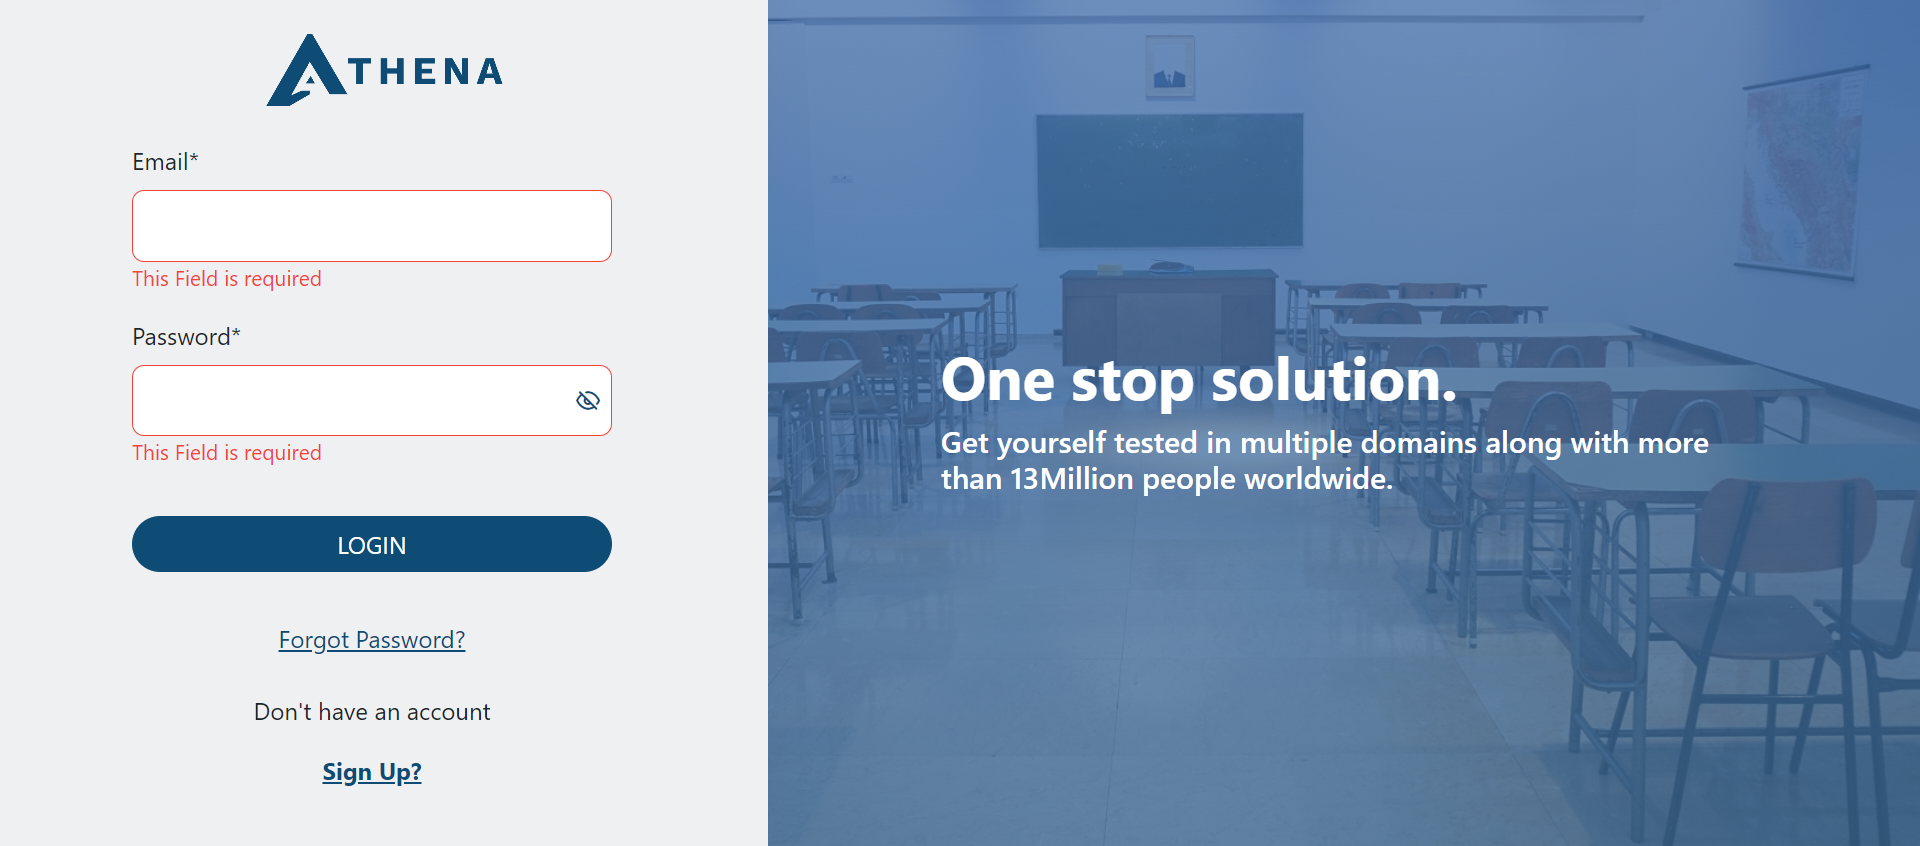 ATHENA
Email*
This Field is required
Password*
This Field is required
LOGIN
Forgot Password?
Don't have an account
Sign Up?
One stop solution.
Get yourself tested in multiple domains along with more
than 13Million people worldwide.